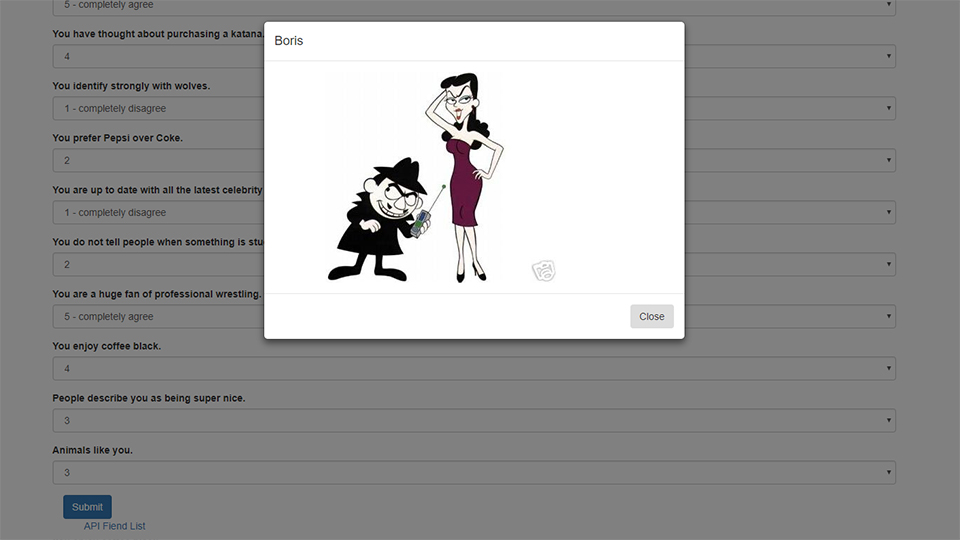 5 - completely agree
You have thought about purchasing a katana.
4
You identify strongly with wolves.
1 - completely disagree
You prefer Pepsi over Coke.
2
You are up to date with all the latest celebrity
1 - completely disagree
You do not tell people when something is stu
2
You are a huge fan of professional wrestling.
5 - completely agree
You enjoy coffee black.
4
People describe you as being super nice.
3
Animals like you.
3
Submit
API Fiend List
Boris
Close